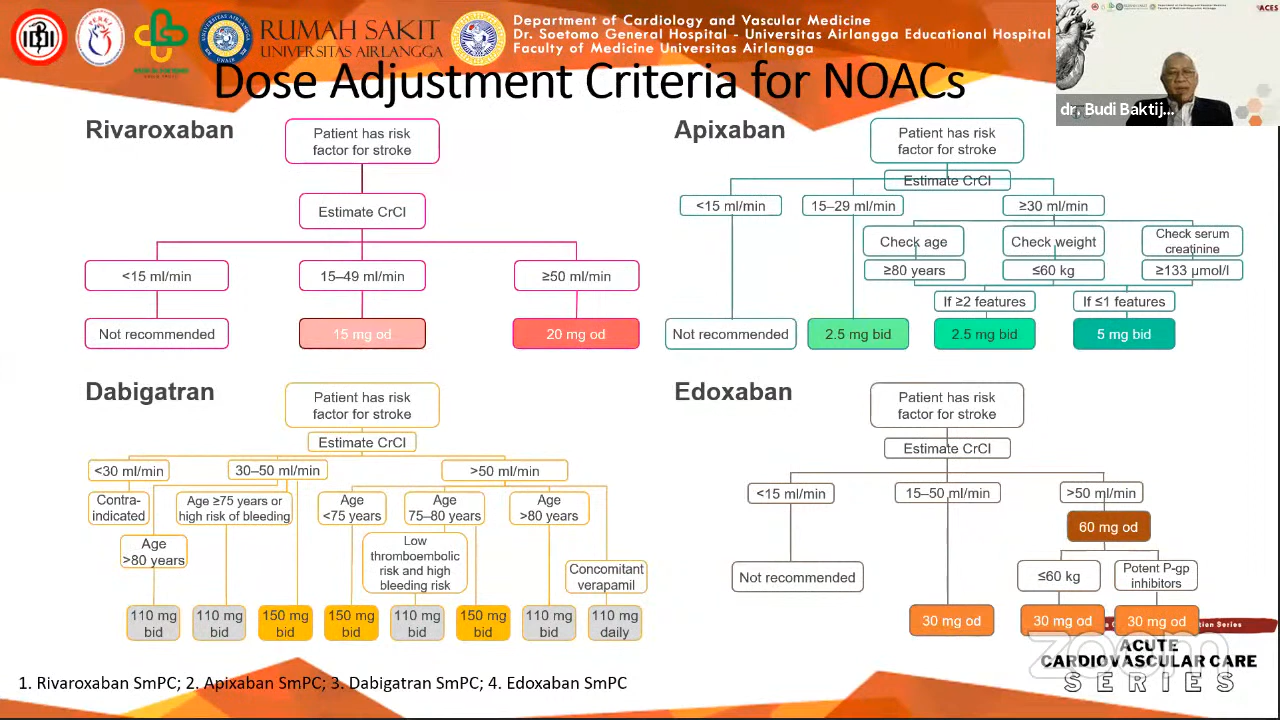 RUMAH SAKIT
UNIVERSITAS AIRLANGGA
Department of Cardiology and Vascular Medicine
Dr. Soetomo General Hospital - Universitas Airlangga Educational Hospital
Faculty of Medicine Universitas Airlangga
Dose Adjustment Criteria for NOACs
dr. Budi Baktij...
Rivaroxaban
Patient has risk
factor for stroke
Estimate CrCl
<15 ml/min
15–49 ml/min
≥50 ml/min
Not recommended
15 mg od
20 mg od
Apixaban
Patient has risk
factor for stroke
Estimate CrCl
<15 ml/min
15–29 ml/min
≥30 ml/min
Check age
Check weight
Check serum
creatinine
≥80 years
≤60 kg
≥133 µmol/l
If ≥2 features
If ≤1 features
Not recommended
2.5 mg bid
2.5 mg bid
5 mg bid
Dabigatran
Patient has risk
factor for stroke
Estimate CrCl
<30 ml/min
30–50 ml/min
>50 ml/min
Contra-
indicated
Age ≥75 years or
high risk of bleeding
Age
<75 years
Age
75–80 years
Age
>80 years
Age
>80 years
Low
thromboembolic
risk and high
bleeding risk
Concomitant
verapamil
110 mg
bid
110 mg
bid
150 mg
bid
150 mg
bid
110 mg
bid
150 mg
bid
110 mg
bid
110 mg
daily
Edoxaban
Patient has risk
factor for stroke
Estimate CrCl
<15 ml/min
15–50 ml/min
>50 ml/min
60 mg od
Not recommended
≤60 kg
Potent P-gp
inhibitors
30 mg od
30 mg od
30 mg od
zoom
ACUTE
CARDIOVASCULAR CARE
SERIES
1. Rivaroxaban SmPC; 2. Apixaban SmPC; 3. Dabigatran SmPC; 4. Edoxaban SmPC